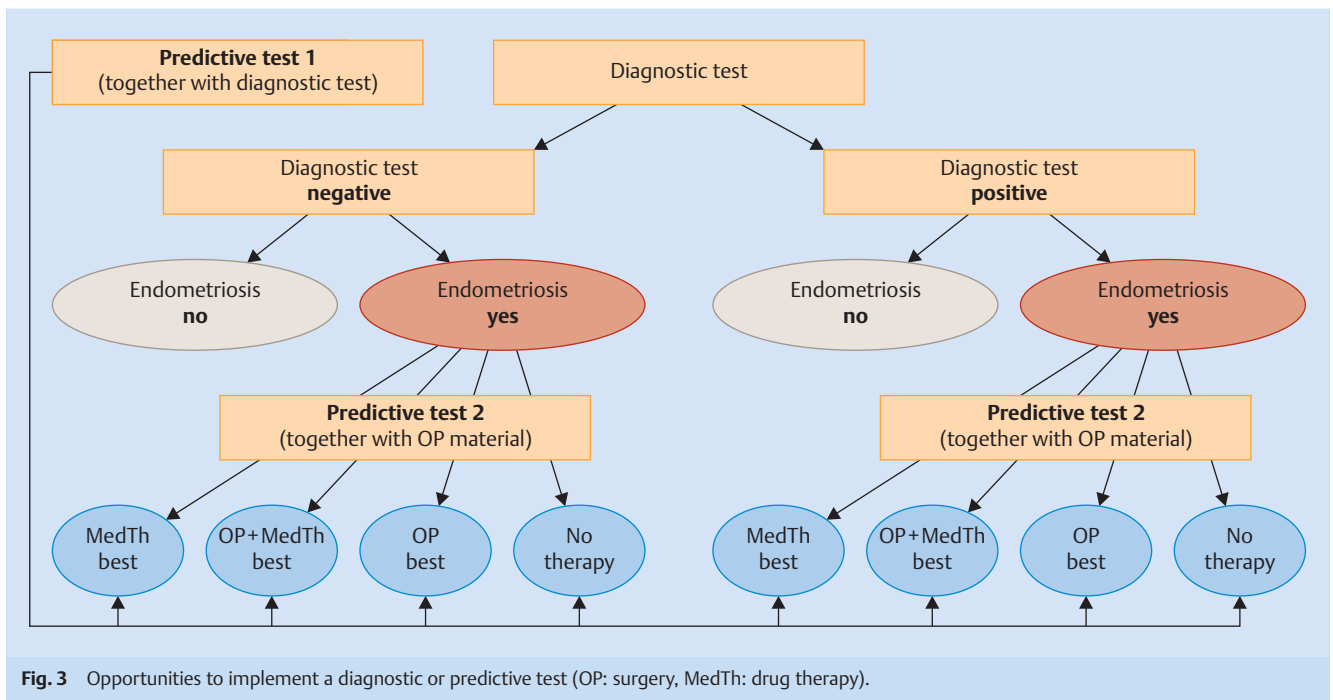 Predictive test 1
(together with diagnostic test)
Diagnostic test
Diagnostic test
negative
Diagnostic test
positive
Endometriosis
no
Endometriosis
yes
Endometriosis
no
Endometriosis
yes
Predictive test 2
(together with OP material)
Predictive test 2
(together with OP material)
MedTh
best
OP+MedTh
best
OP
best
No
therapy
MedTh
best
OP+MedTh
best
OP
best
No
therapy
Fig. 3 Opportunities to implement a diagnostic or predictive test (OP: surgery, MedTh: drug therapy).